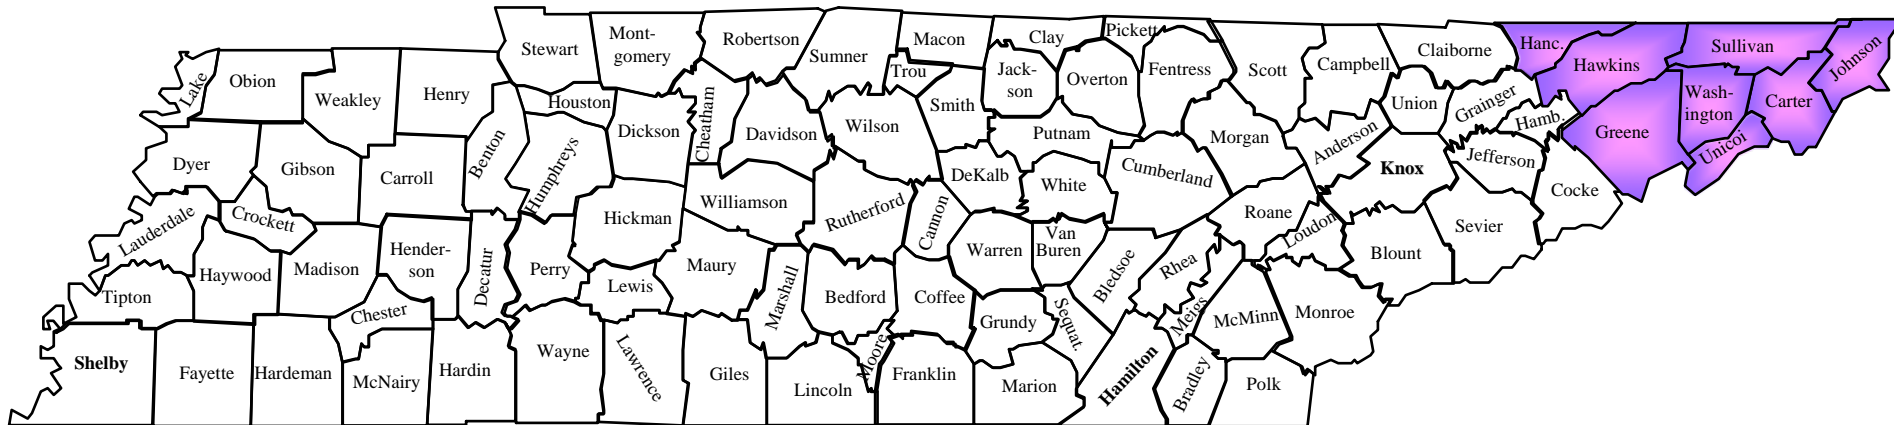 Lake
Obion
Weakley
Henry
Stewart
Mont-
gomery
Robertson
Sumner
Macon
Trou
Clay
Pickett
Jack-
son
Overton
Fentress
Scott
Campbell
Claiborne
Hanc.
Hawkins
Sullivan
Johnson
Houston
Dickson
Cheatham
Davidson
Wilson
Smith
Putnam
Morgan
Anderson
Union
Grainger
Hamb.
Greene
Wash-
ington
Carter
Unicoi
Dyer
Gibson
Carroll
Benton
Humphreys
Hickman
Williamson
Rutherford
Cannon
DeKalb
White
Cumberland
Roane
Loudon
Knox
Jefferson
Cocke
Sevier
Blount
Lauderdale
Crockett
Haywood
Madison
Hender-
son
Decatur
Perry
Lewis
Maury
Marshall
Bedford
Coffee
Warren
Van
Buren
Bledsoe
Rhea
Meigs
McMinn
Monroe
Tipton
Chester
Grundy
Sequat.
Shelby
Fayette
Hardeman
McNairy
Hardin
Wayne
Lawrence
Giles
Lincoln
Moore
Franklin
Marion
Hamilton
Bradley
Polk